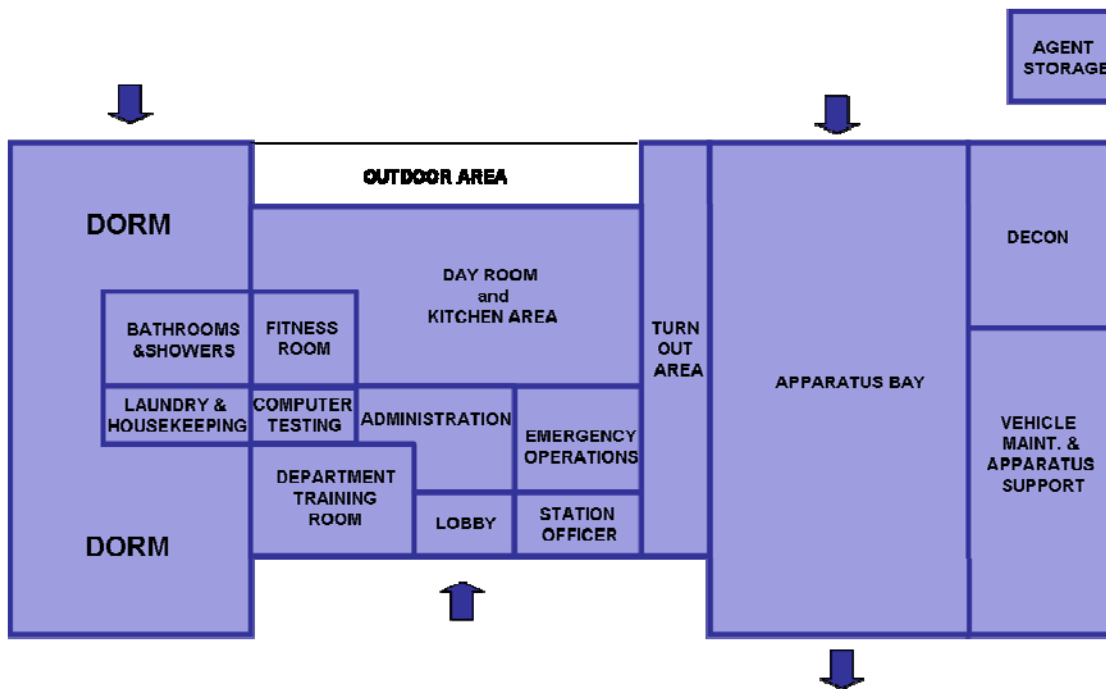 AGENT
STORAGE
OUTDOOR AREA
DORM
DECON
DAY ROOM
and
KITCHEN AREA
BATHROOMS
&SHOWERS
FITNESS
ROOM
TURN
OUT
AREA
APPARATUS BAY
LAUNDRY &
HOUSEKEEPING
COMPUTER
TESTING
ADMINISTRATION
EMERGENCY
OPERATIONS
VEHICLE
MAINT. &
APPARATUS
SUPPORT
DEPARTMENT
TRAINING
ROOM
LOBBY
STATION
OFFICER
DORM